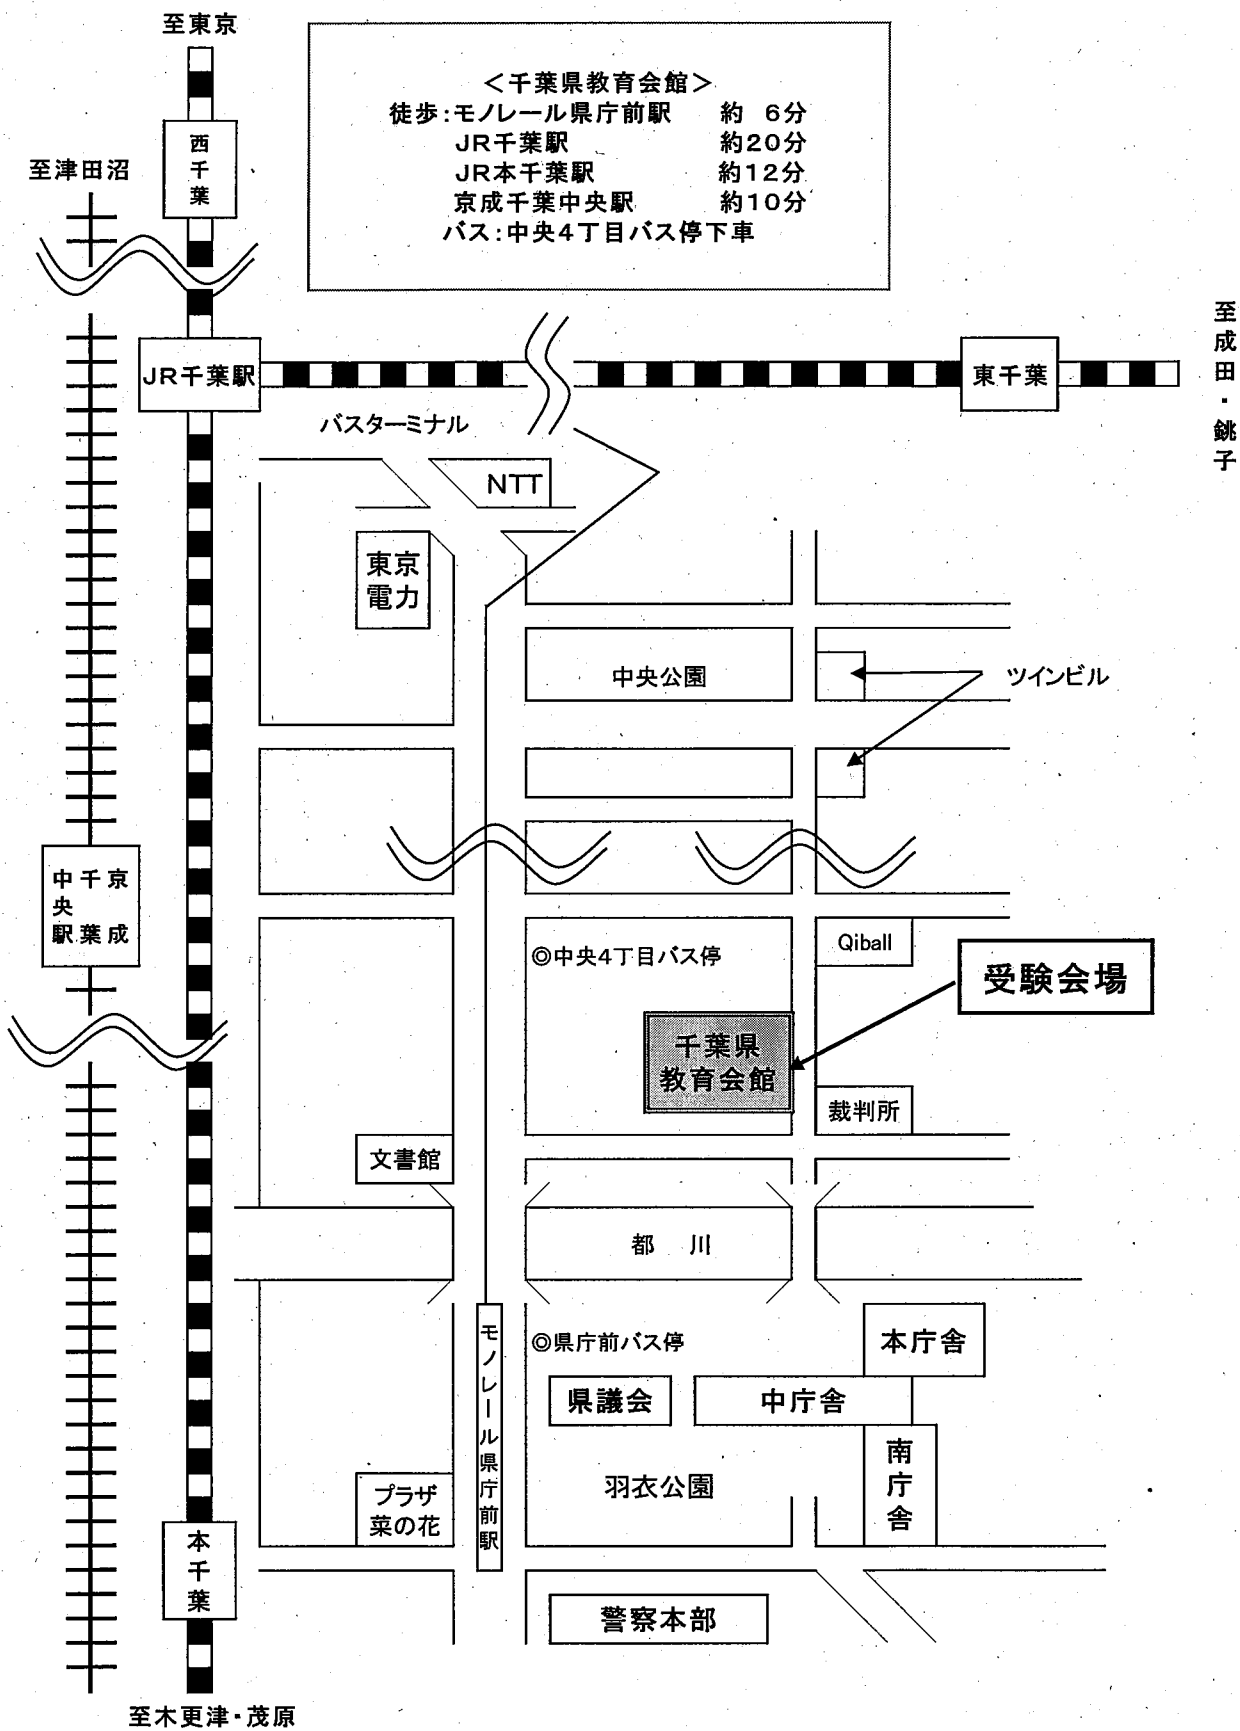 至東京
＜千葉県教育会館＞
徒歩：モノレール県庁前駅　約　6分
JR千葉駅　約20分
JR本千葉駅　約12分
京成千葉中央駅　約10分
バス：中央4丁目バス停下車
西千葉
至津田沼
至成田・銚子
JR千葉駅
東千葉
バスターミナル
NTT
東京
電力
中央公園
ツインビル
京成
千葉
中央駅
◎中央4丁目バス停
Qiball
受験会場
千葉県
教育会館
裁判所
文書館
都　川
モノレール県庁前駅
◎県庁前バス停
本庁舎
県議会
中庁舎
南庁舎
羽衣公園
プラザ
菜の花
本千葉
警察本部
至木更津・茂原